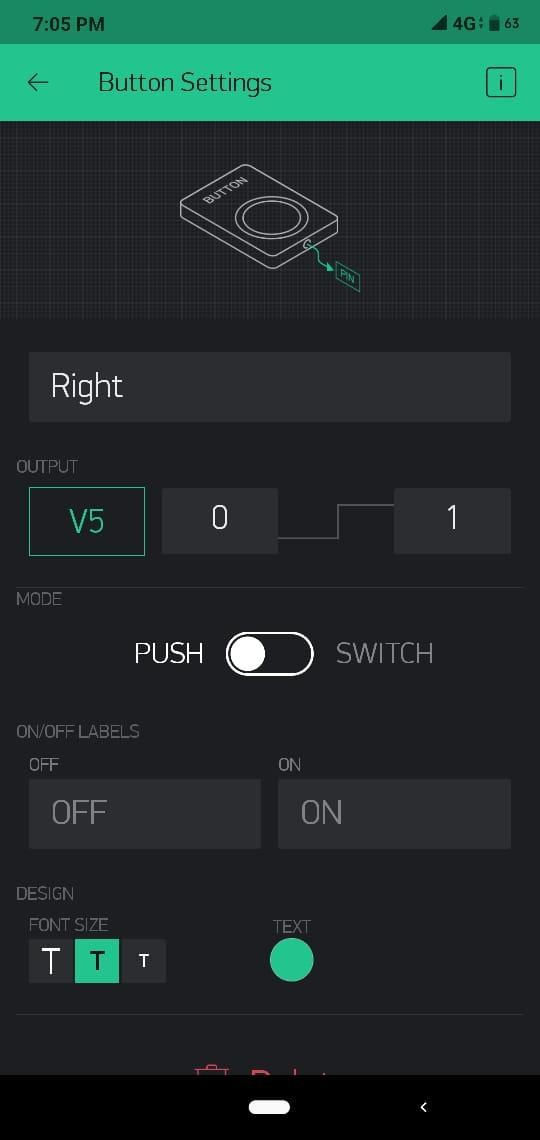 7:05 PM 4G 63
Button Settings i
BUTTON
PIN
Right
OUTPUT
V5 0 1
MODE
PUSH SWITCH
ON/OFF LABELS
OFF ON
OFF ON
DESIGN
FONT SIZE TEXT
T T T